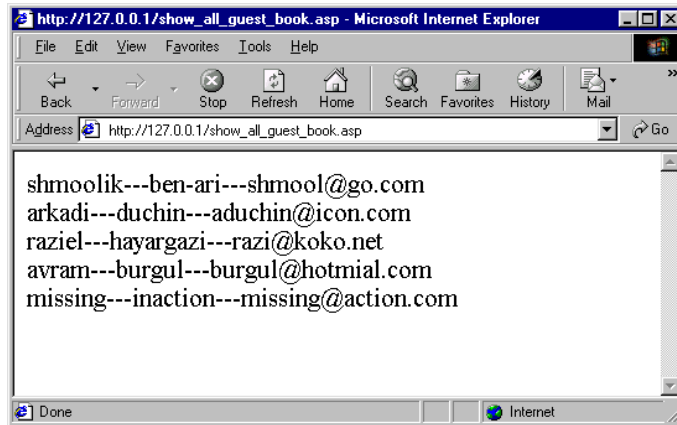 http://127.0.0.1/show_all_guest_book.asp - Microsoft Internet Explorer
File Edit View Favorites Tools Help
Back Forward Stop Refresh Home Search Favorites History Mail »
Address http://127.0.0.1/show_all_guest_book.asp Go
shmoolik---ben-ari---shmool@go.com
arkadi---duchin---aduchin@icon.com
raziel---hayargazi---razi@koko.net
avram---burgul---burgul@hotmial.com
missing---inaction---missing@action.com
Done Internet